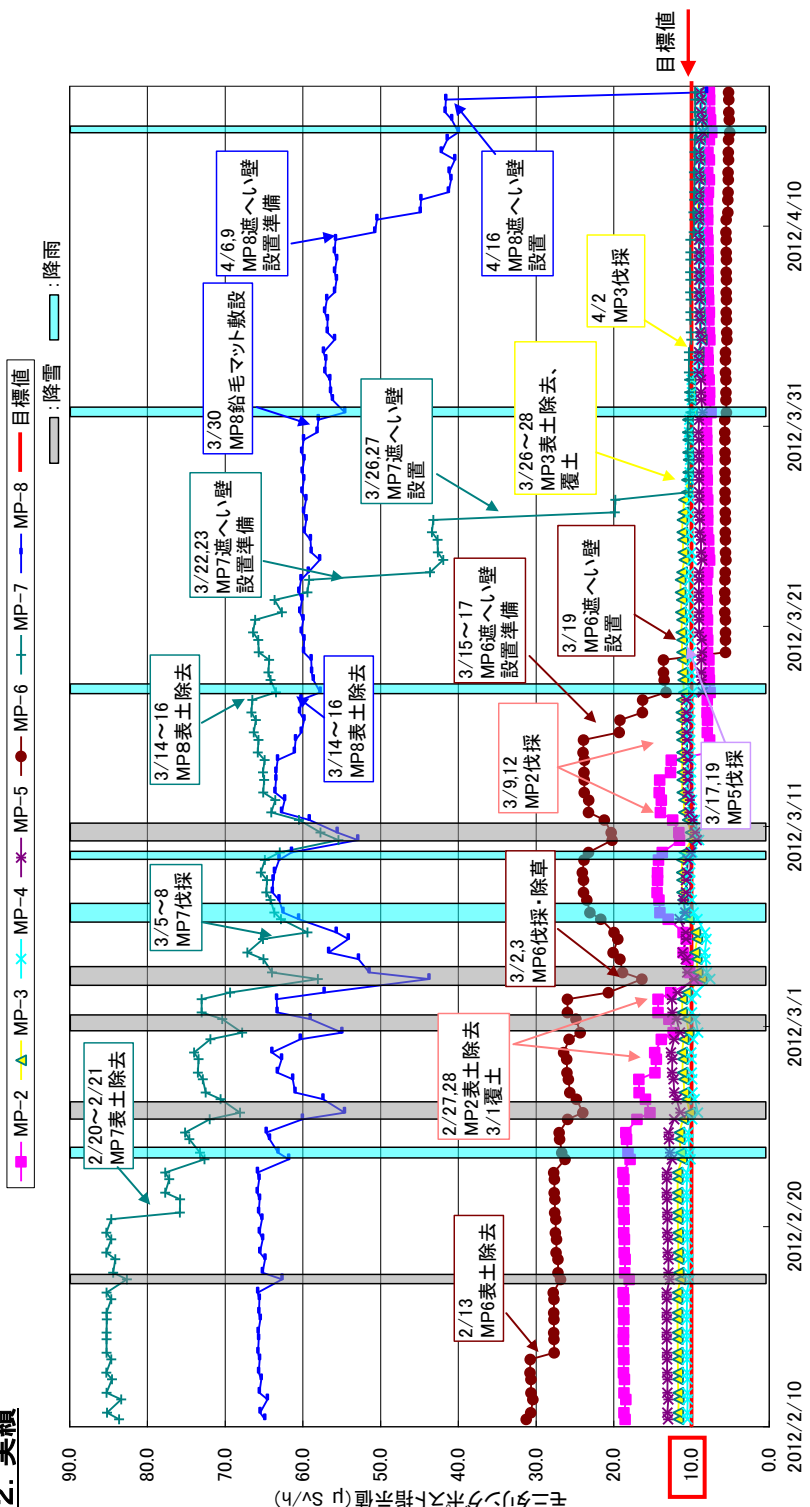 2. 実績
MP-2
MP-3
MP-4
MP-5
MP-6
MP-7
MP-8
目標値
:降雪
:降雨
モニタリングポスト指示値(μ Sv/h)
90.0
80.0
70.0
60.0
50.0
40.0
30.0
20.0
10.0
0.0
2012/2/10
2012/2/20
2012/3/1
2012/3/11
2012/3/21
2012/3/31
2012/4/10
目標値
2/20~2/21
MP7表土除去
3/5~8
MP7伐採
3/14~16
MP8表土除去
3/14~16
MP8表土除去
3/22,23
MP7遮へい壁
設置準備
3/30
MP8鉛毛マット敷設
4/6,9
MP8遮へい壁
設置準備
4/16
MP8遮へい壁
設置
3/26,27
MP7遮へい壁
設置
2/13
MP6表土除去
2/27,28
MP2表土除去
3/1覆土
3/2,3
MP6伐採・除草
3/9,12
MP2伐採
3/15~17
MP6遮へい壁
設置準備
3/19
MP6遮へい壁
設置
3/17,19
MP5伐採
3/26~28
MP3表土除去、
覆土
4/2
MP3伐採